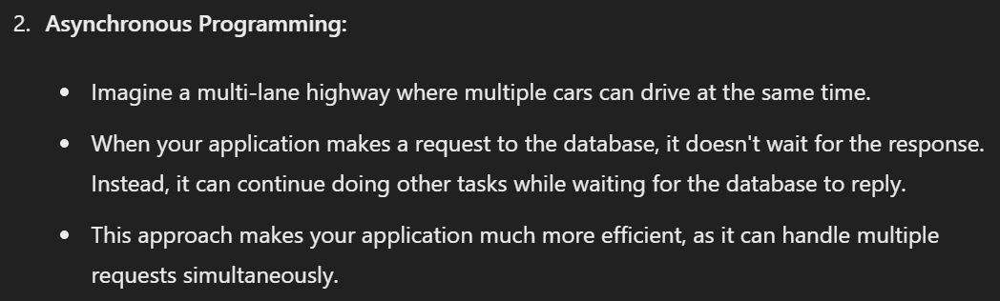 2. Asynchronous Programming:
• Imagine a multi-lane highway where multiple cars can drive at the same time.
• When your application makes a request to the database, it doesn't wait for the response.
Instead, it can continue doing other tasks while waiting for the database to reply.
• This approach makes your application much more efficient, as it can handle multiple
requests simultaneously.